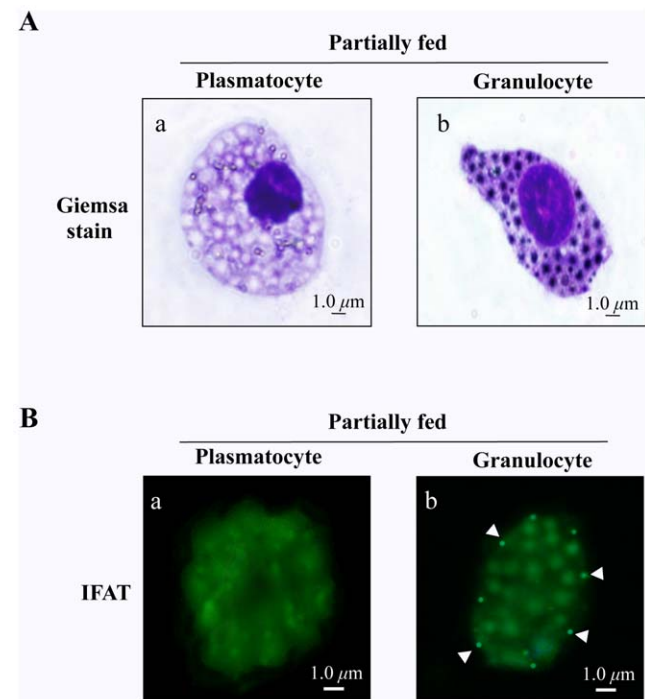 A
Partially fed
Plasmatocyte Granulocyte
a b
Giemsa
stain
1.0 μm 1.0 μm
B
Partially fed
Plasmatocyte Granulocyte
a b
IFAT
1.0 μm 1.0 μm